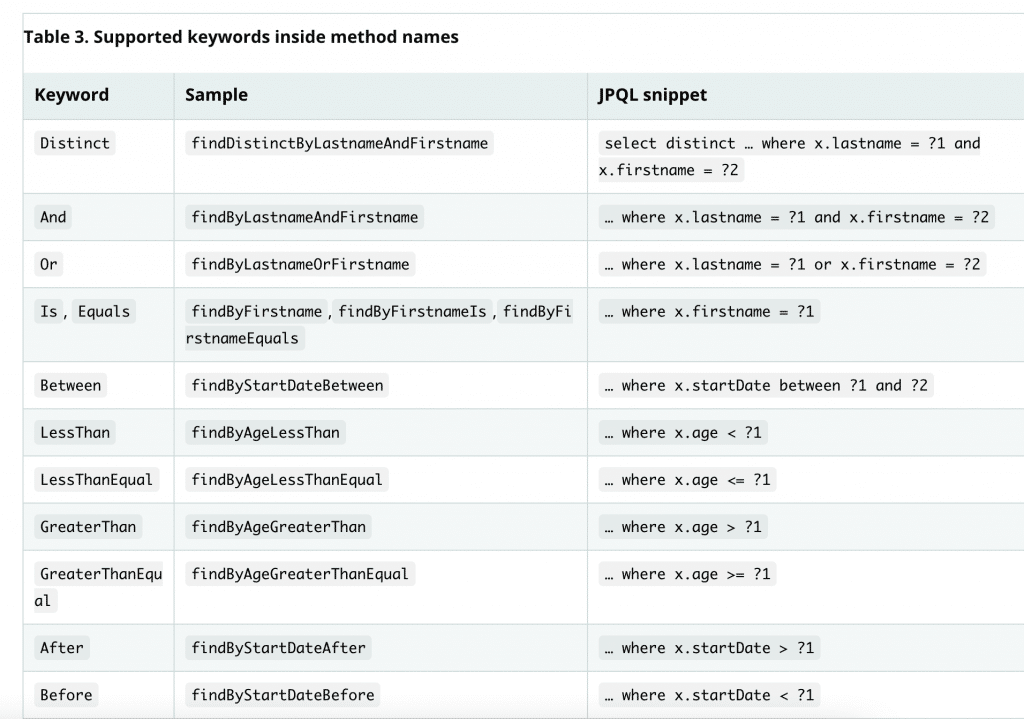 Table 3. Supported keywords inside method names
Keyword Sample JPQL snippet
Distinct findDistinctByLastnameAndFirstname select distinct … where x.lastname = ?1 and
x.firstname = ?2
And findByLastnameAndFirstname … where x.lastname = ?1 and x.firstname = ?2
Or findByLastnameOrFirstname … where x.lastname = ?1 or x.firstname = ?2
Is, Equals findByFirstname, findByFirstnameIs, findByFi … where x.firstname = ?1
rstnameEquals
Between findByStartDateBetween … where x.startDate between ?1 and ?2
LessThan findByAgeLessThan … where x.age < ?1
LessThanEqual findByAgeLessThanEqual … where x.age <= ?1
GreaterThan findByAgeGreaterThan … where x.age > ?1
GreaterThanEqu findByAgeGreaterThanEqual … where x.age >= ?1
al
After findByStartDateAfter … where x.startDate > ?1
Before findByStartDateBefore … where x.startDate < ?1